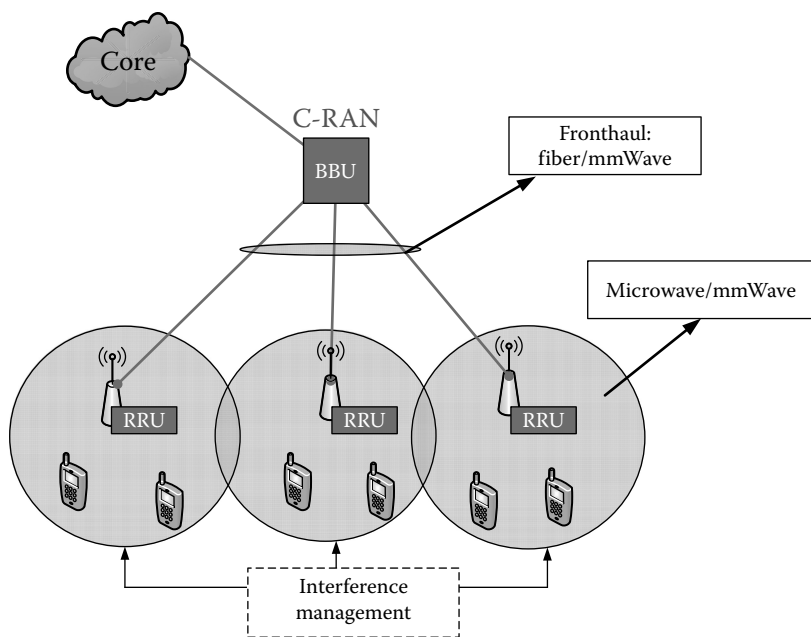 Core
C-RAN
BBU
Fronthaul:
fiber/mmWave
Microwave/mmWave
RRU
RRU
RRU
Interference
management